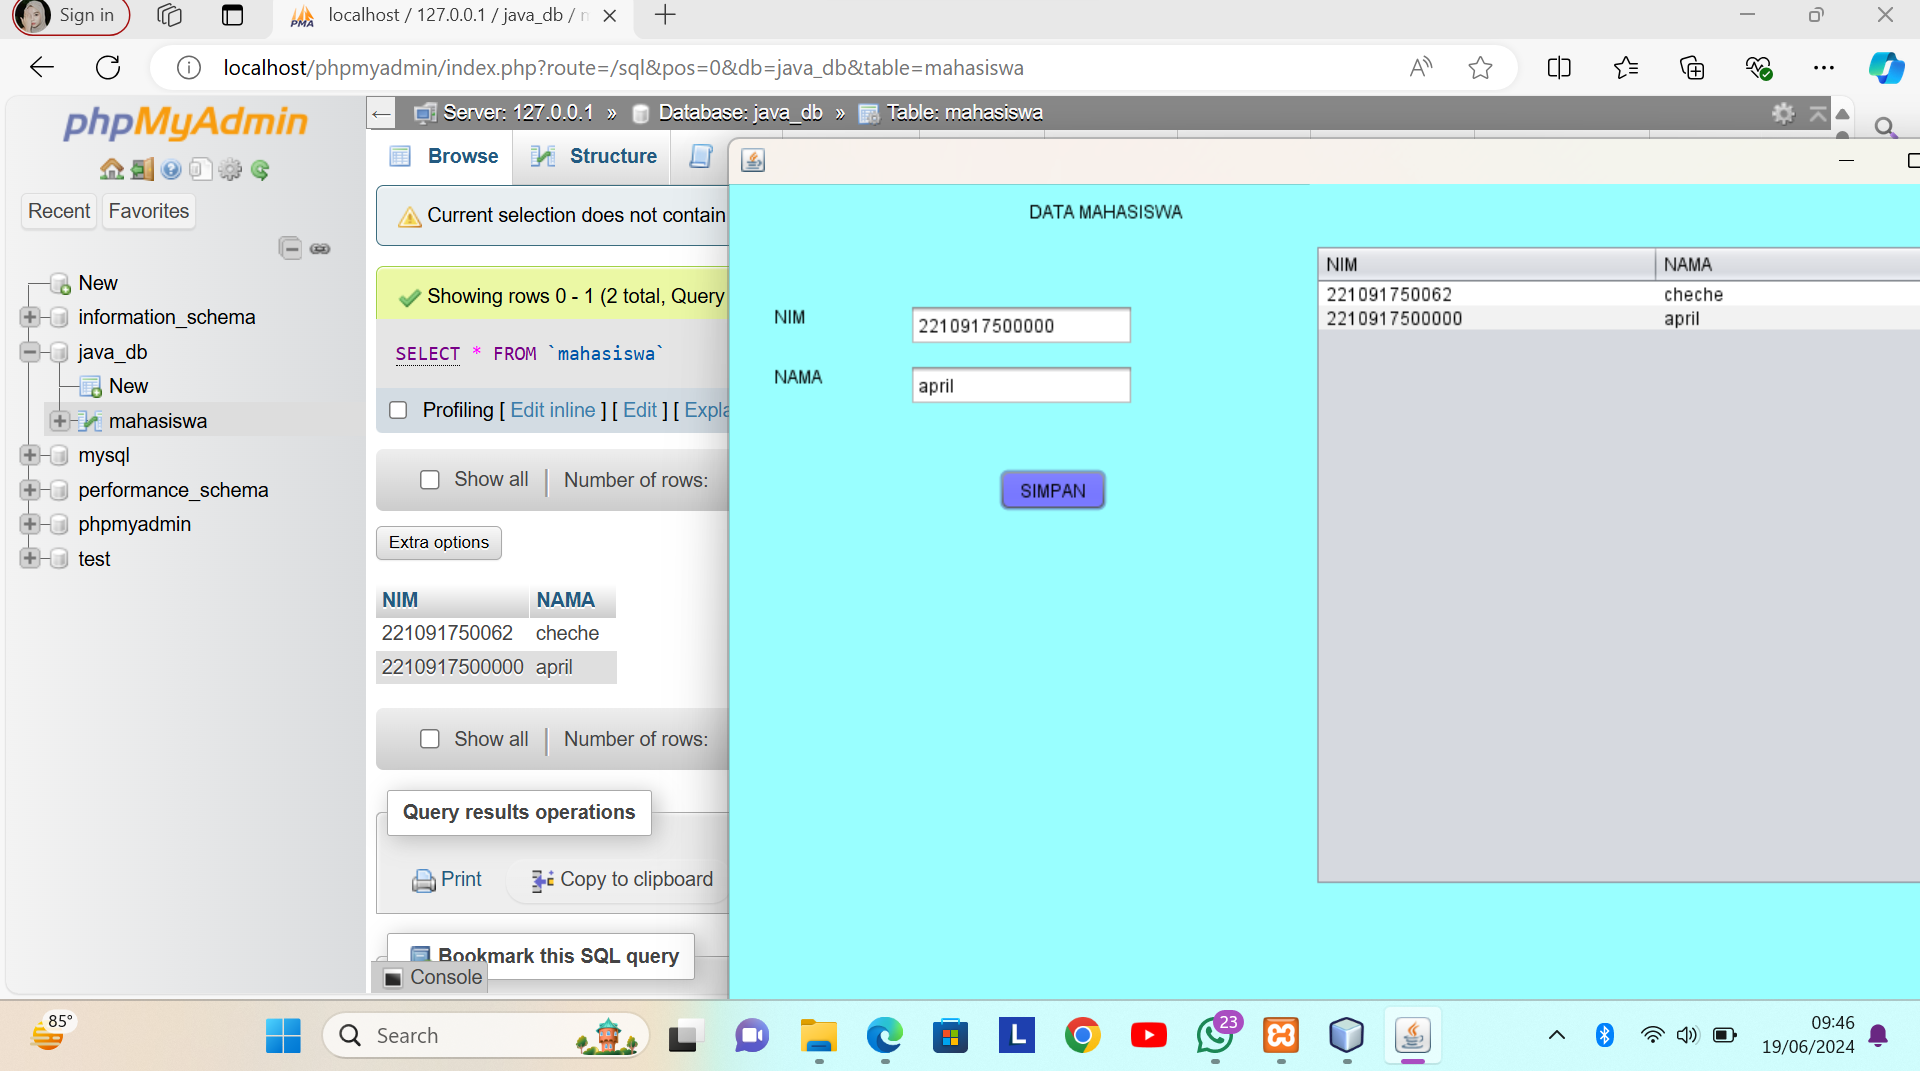 Sign in
localhost / 127.0.0.1 / java_db /
localhost/phpmyadmin/index.php?route=/sql&pos=0&db=java_db&table=mahasiswa
phpMyAdmin
Recent
Favorites
New
information_schema
java_db
New
mahasiswa
mysql
performance_schema
phpmyadmin
test
Server: 127.0.0.1 » Database: java_db » Table: mahasiswa
Browse
Structure
Current selection does not contain
Showing rows 0 - 1 (2 total, Query
SELECT * FROM `mahasiswa`
Profiling [ Edit inline ] [ Edit ] [ Expla
Show all
Number of rows:
Extra options
NIM NAMA
221091750062 cheche
2210917500000 april
Show all
Number of rows:
Query results operations
Print
Copy to clipboard
Bookmark this SQL query
Console
DATA MAHASISWA
NIM
2210917500000
NAMA
april
SIMPAN
NIM NAMA
221091750062 cheche
2210917500000 april
85°
Search
L
23
09:46
19/06/2024